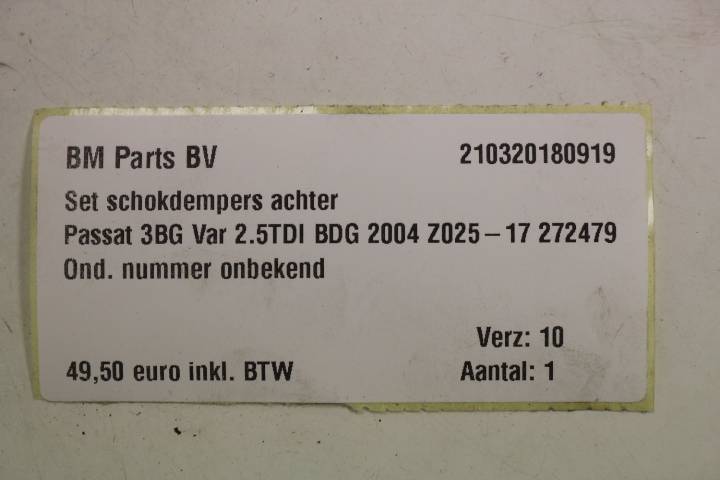 BM Parts BV 210320180919
Set schokdempers achter
Passat 3BG Var 2.5TDI BDG 2004 Z025-17 272479
Ond. nummer onbekend
Verz: 10
49,50 euro inkl. BTW Aantal: 1